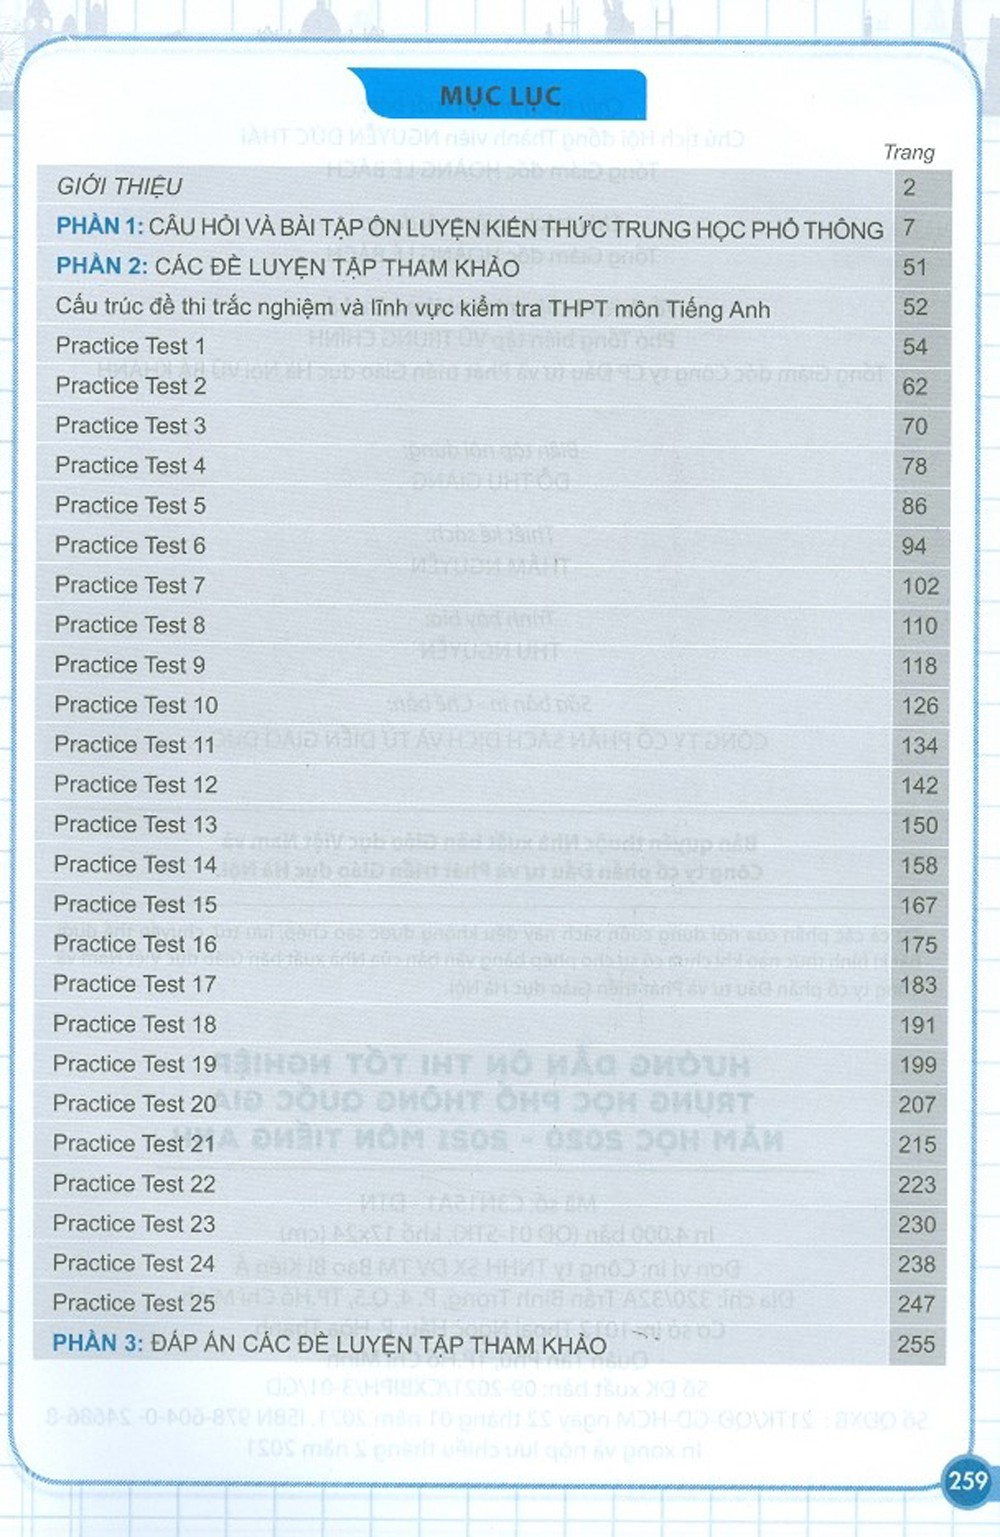 MỤC LỤC
Trang
GIỚI THIỆU 2
PHẦN 1: CÂU HỎI VÀ BÀI TẬP ÔN LUYỆN KIẾN THỨC TRUNG HỌC PHỔ THÔNG 7
PHẦN 2: CÁC ĐỀ LUYỆN TẬP THAM KHẢO 51
Cấu trúc đề thi trắc nghiệm và lĩnh vực kiểm tra THPT môn Tiếng Anh 52
Practice Test 1 54
Practice Test 2 62
Practice Test 3 70
Practice Test 4 78
Practice Test 5 86
Practice Test 6 94
Practice Test 7 102
Practice Test 8 110
Practice Test 9 118
Practice Test 10 126
Practice Test 11 134
Practice Test 12 142
Practice Test 13 150
Practice Test 14 158
Practice Test 15 167
Practice Test 16 175
Practice Test 17 183
Practice Test 18 191
Practice Test 19 199
Practice Test 20 207
Practice Test 21 215
Practice Test 22 223
Practice Test 23 230
Practice Test 24 238
Practice Test 25 247
PHẦN 3: ĐÁP ÁN CÁC ĐỀ LUYỆN TẬP THAM KHẢO 255
259